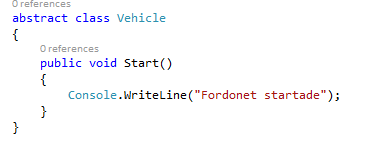 0 references
abstract class Vehicle
{
0 references
public void Start()
{
Console.WriteLine("Fordonet startade");
}
}